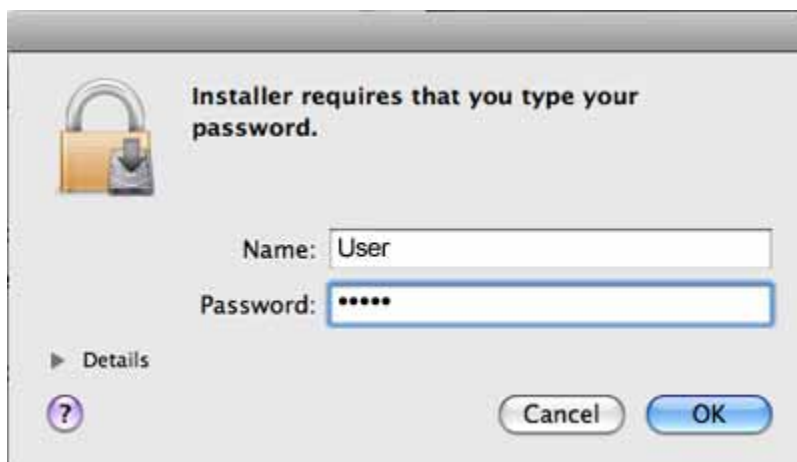 Installer requires that you type your
password.
Name: User
Password: •••••
Details
?
Cancel OK